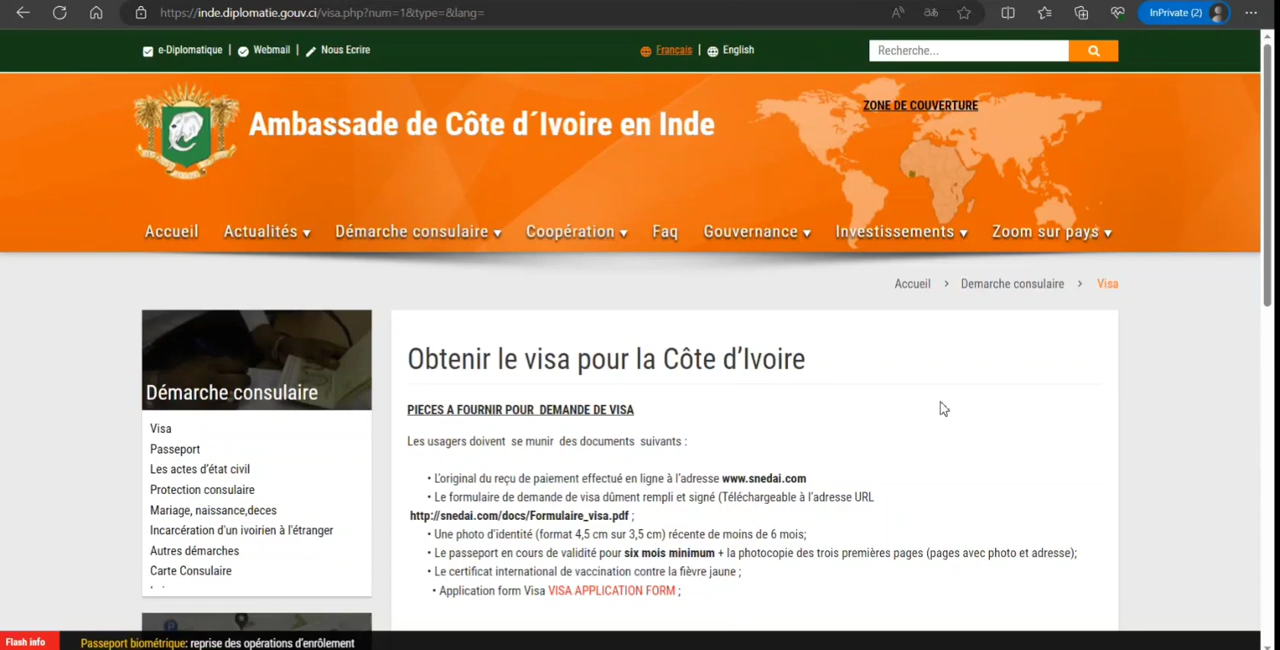 https://inde.diplomatie.gouv.ci/visa.php?num=1&type=&lang=
InPrivate (2)
e-Diplomatique | Webmail | Nous Ecrire
Français | English
Recherche...
Ambassade de Côte d´Ivoire en Inde
ZONE DE COUVERTURE
Accueil Actualités Démarche consulaire Coopération Faq Gouvernance Investissements Zoom sur pays
Accueil > Demarche consulaire > Visa
Démarche consulaire
Visa
Passeport
Les actes d’état civil
Protection consulaire
Mariage, naissance,deces
Incarcération d'un ivoirien à l'étranger
Autres démarches
Carte Consulaire
Obtenir le visa pour la Côte d’Ivoire
PIECES A FOURNIR POUR DEMANDE DE VISA
Les usagers doivent se munir des documents suivants :
• L’original du reçu de paiement effectué en ligne à l’adresse www.snedai.com
• Le formulaire de demande de visa dûment rempli et signé (Téléchargeable à l’adresse URL
http://snedai.com/docs/Formulaire_visa.pdf ;
• Une photo d’identité (format 4,5 cm sur 3,5 cm) récente de moins de 6 mois;
• Le passeport en cours de validité pour six mois minimum + la photocopie des trois premières pages (pages avec photo et adresse);
• Le certificat international de vaccination contre la fièvre jaune ;
• Application form Visa VISA APPLICATION FORM ;
Flash info
Passeport biométrique: reprise des opérations d’enrôlement